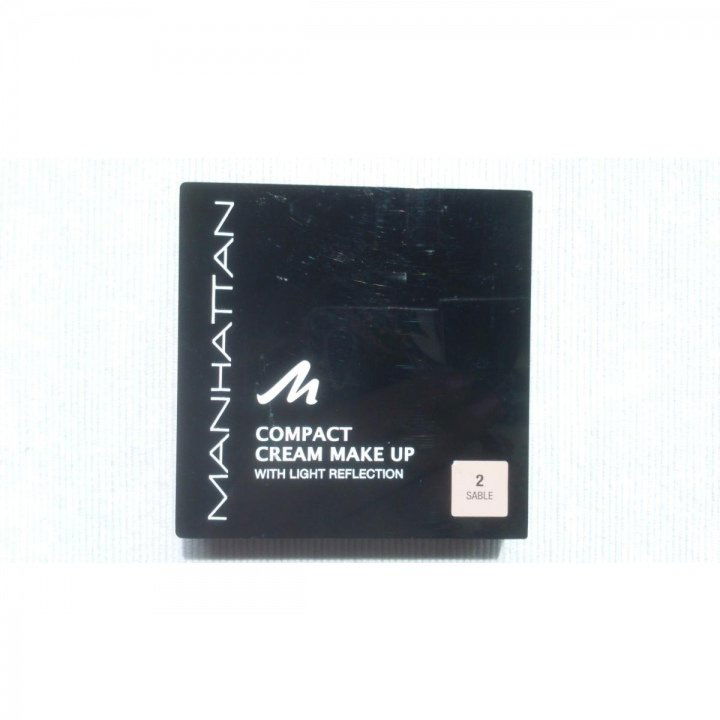 MANHATTAN
COMPACT
CREAM MAKE UP
WITH LIGHT REFLECTION
2
SABLE